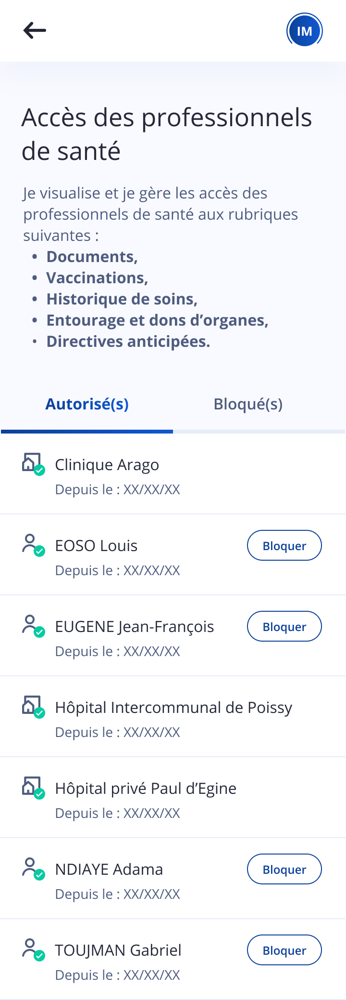 IM
Accès des professionnels
de santé
Je visualise et je gère les accès des
professionnels de santé aux rubriques
suivantes :
• Documents,
• Vaccinations,
• Historique de soins,
• Entourage et dons d’organes,
• Directives anticipées.
Autorisé(s) Bloqué(s)
Clinique Arago
Depuis le : XX/XX/XX
EOSO Louis Bloquer
Depuis le : XX/XX/XX
EUGENE Jean-François Bloquer
Depuis le : XX/XX/XX
Hôpital Intercommunal de Poissy
Depuis le : XX/XX/XX
Hôpital privé Paul d’Egine
Depuis le : XX/XX/XX
NDIAYE Adama Bloquer
Depuis le : XX/XX/XX
TOUJMAN Gabriel Bloquer
Depuis le : XX/XX/XX